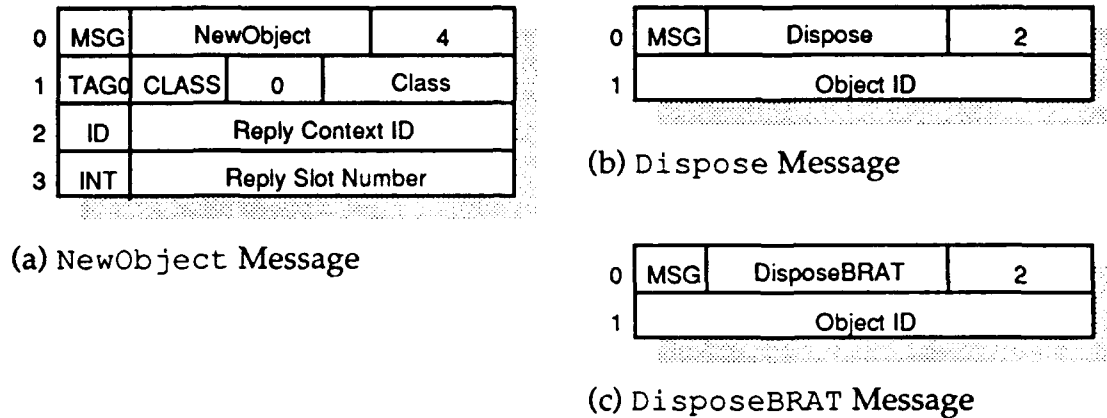 0 MSG NewObject 4
1 TAG0 CLASS 0 Class
2 ID Reply Context ID
3 INT Reply Slot Number
(a) NewObject Message
0 MSG Dispose 2
1 Object ID
(b) Dispose Message
0 MSG DisposeBRAT 2
1 Object ID
(c) DisposeBRAT Message